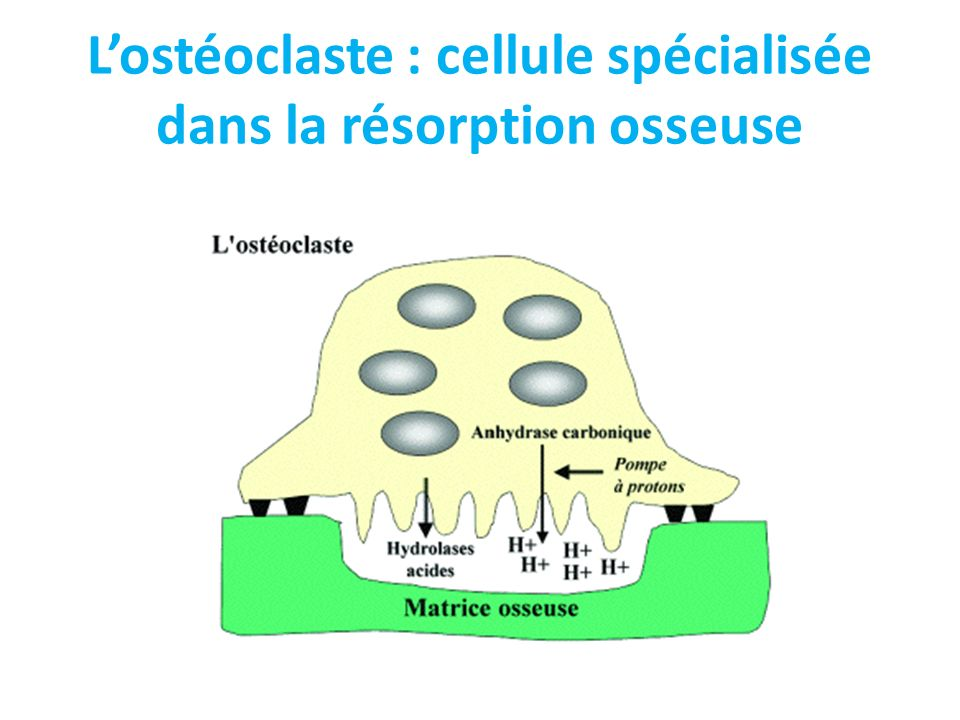 L’ostéoclaste : cellule spécialisée
dans la résorption osseuse
L'ostéoclaste
Anhydrase carbonique
Pompe
à protons
Hydrolases
acides
H+
H+
H+
H+
H+
Matrice osseuse